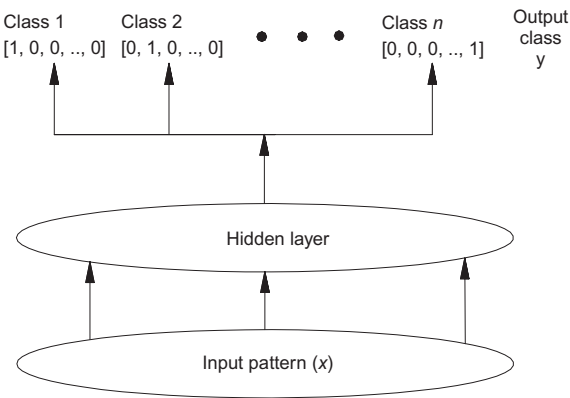 Class 1
[1, 0, 0, .., 0]
Class 2
[0, 1, 0, .., 0]
Class n
[0, 0, 0, .., 1]
Output
class
y
Hidden layer
Input pattern (x)